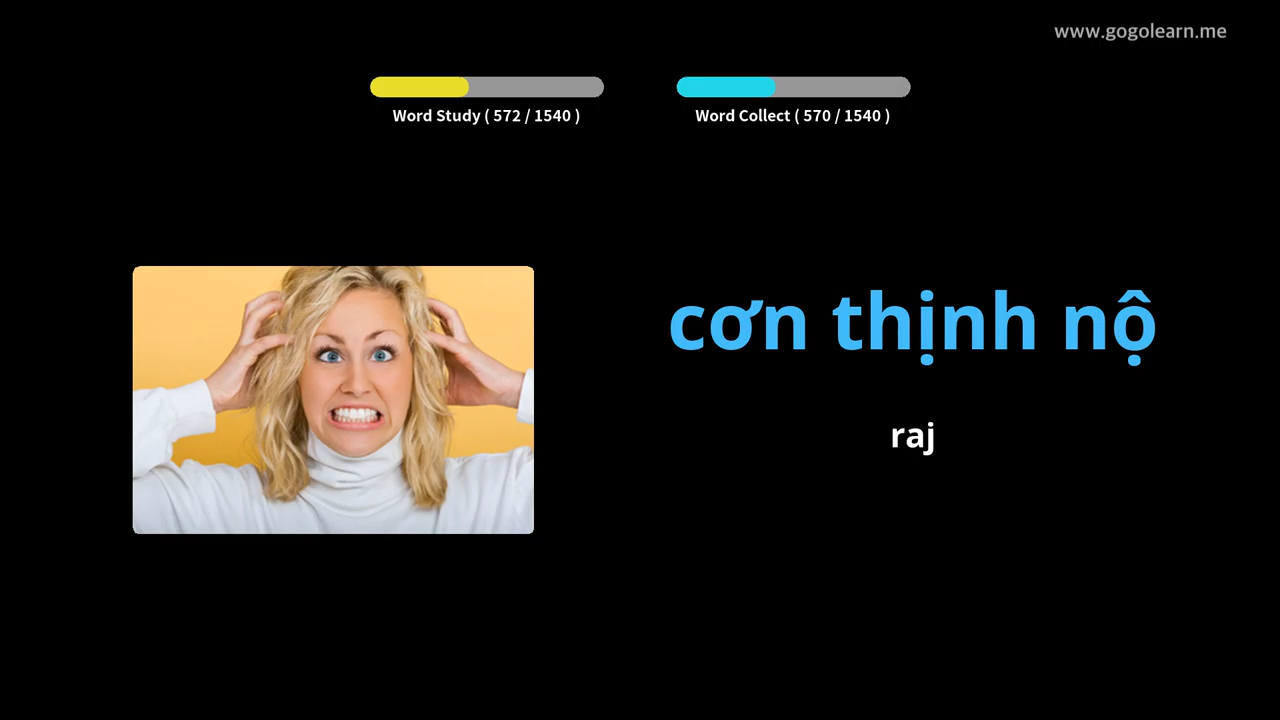 www.gogolearn.me
Word Study ( 572 / 1540 )
Word Collect ( 570 / 1540 )
cơn thịnh nộ
raj